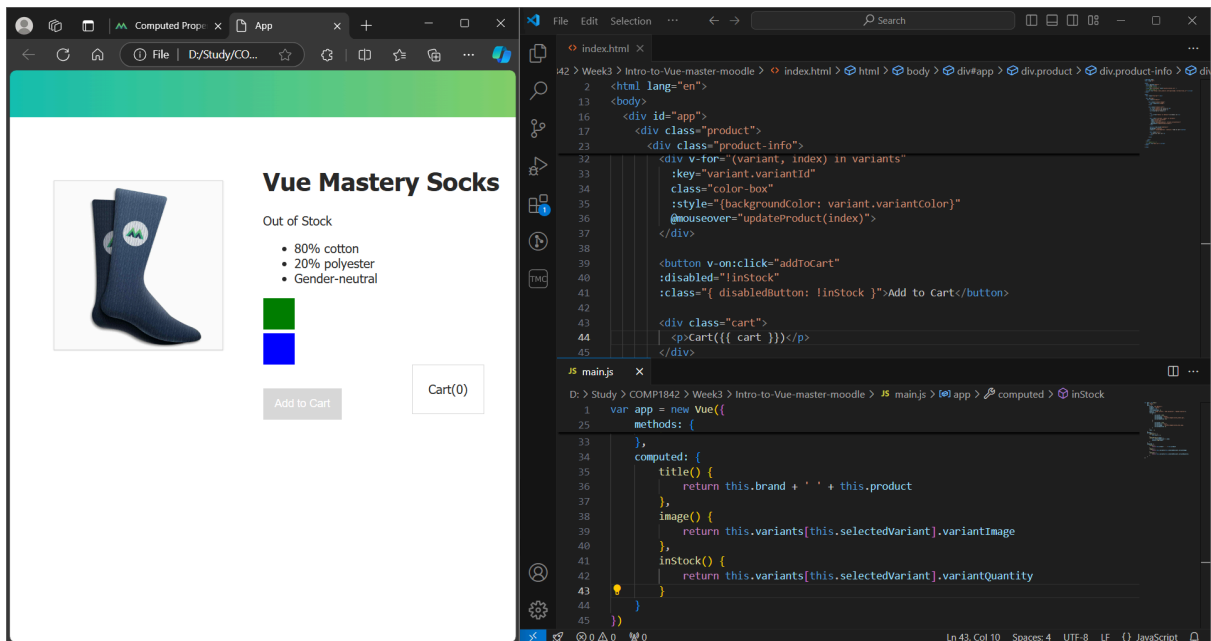 Computed Prope
App
File
D:/Study/CO...
Vue Mastery Socks
Out of Stock
80% cotton
20% polyester
Gender-neutral
Add to Cart
Cart(0)
File Edit Selection ... Search
index.html
42 > Week3 > Intro-to-Vue-master-moodle > index.html > html > body > div#app > div.product > div.product-info > div
2 <html lang="en">
13 <body>
16 <div id="app">
17 <div class="product">
23 <div class="product-info">
32 <div v-for="(variant, index) in variants"
33 :key="variant.variantId"
34 class="color-box"
35 :style="{backgroundColor: variant.variantColor}"
36 @mouseover="updateProduct(index)">
37 </div>
38
39 <button v-on:click="addToCart"
40 :disabled="!inStock"
41 :class="{ disabledButton: !inStock }">Add to Cart</button>
42
43 <div class="cart">
44 <p>Cart({{ cart }})</p>
45 </div>
1
TMC
JS main.js
D: > Study > COMP1842 > Week3 > Intro-to-Vue-master-moodle > JS main.js > app > computed > inStock
1 var app = new Vue({
25 methods: {
33 },
34 computed: {
35 title() {
36 return this.brand + ' ' + this.product
37 },
38 image() {
39 return this.variants[this.selectedVariant].variantImage
40 },
41 inStock() {
42 return this.variants[this.selectedVariant].variantQuantity
43 }
44 }
45 })
0 0 0 Ln 43, Col 10 Spaces: 4 UTF-8 LF {} JavaScript